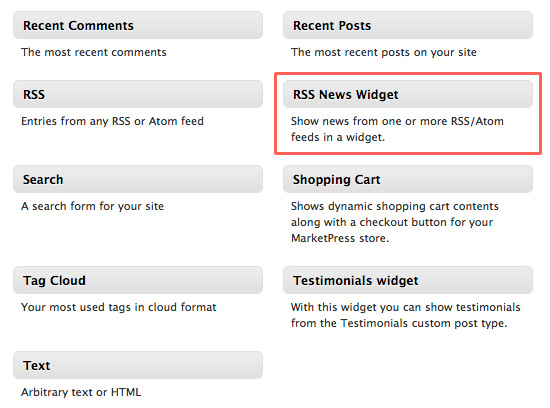 Recent Comments
The most recent comments
Recent Posts
The most recent posts on your site
RSS
Entries from any RSS or Atom feed
RSS News Widget
Show news from one or more RSS/Atom
feeds in a widget.
Search
A search form for your site
Shopping Cart
Shows dynamic shopping cart contents
along with a checkout button for your
MarketPress store.
Tag Cloud
Your most used tags in cloud format
Testimonials widget
With this widget you can show testimonials
from the Testimonials custom post type.
Text
Arbitrary text or HTML